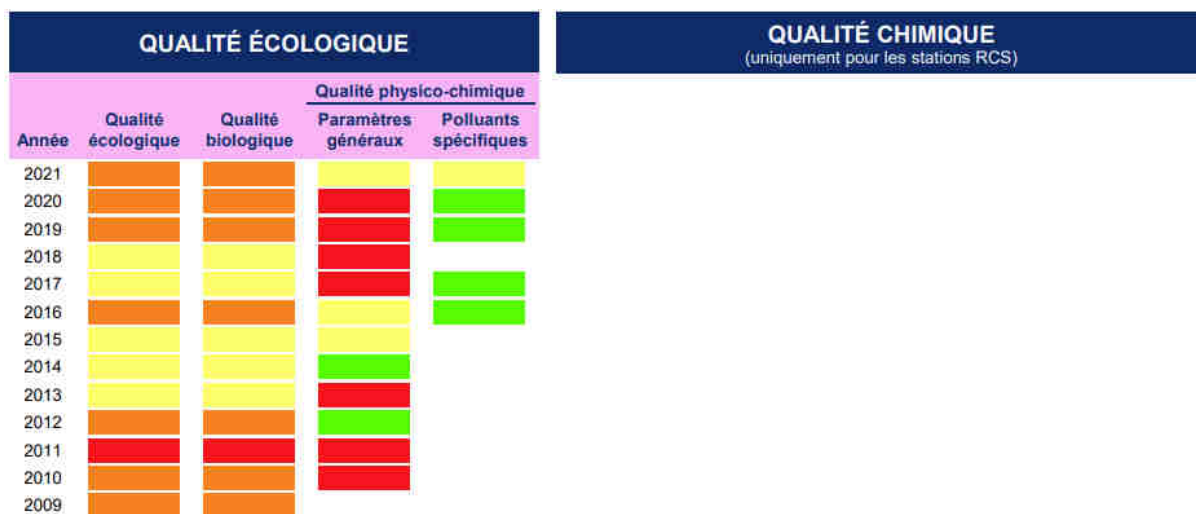 QUALITÉ ÉCOLOGIQUE
QUALITÉ CHIMIQUE
(uniquement pour les stations RCS)
Qualité physico-chimique
Année
Qualité écologique
Qualité biologique
Paramètres généraux
Polluants spécifiques
2021
2020
2019
2018
2017
2016
2015
2014
2013
2012
2011
2010
2009